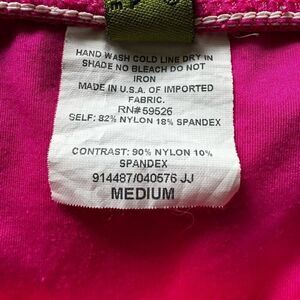 HAND WASH COLD LINE DRY IN
SHADE NO BLEACH DO NOT
IRON
MADE IN U.S.A. OF IMPORTED
FABRIC.
RN#59526
SELF: 82% NYLON 18% SPANDEX
CONTRAST: 90% NYLON 10%
SPANDEX
914487/040576 JJ
MEDIUM